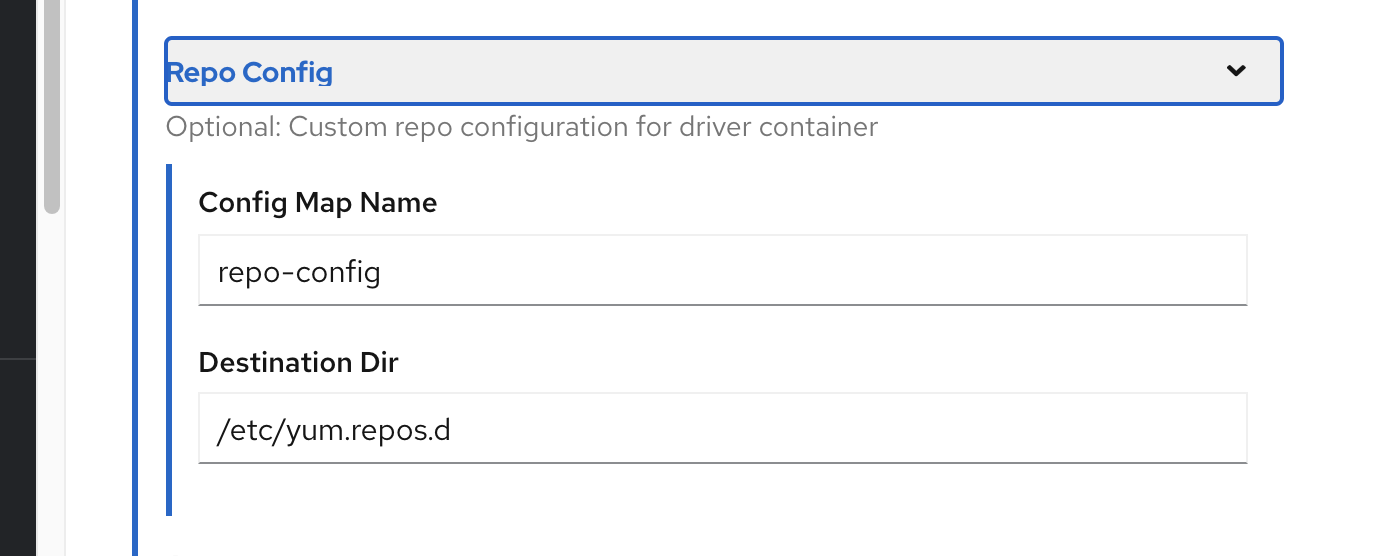 Repo Config
Optional: Custom repo configuration for driver container
Config Map Name
repo-config
Destination Dir
/etc/yum.repos.d